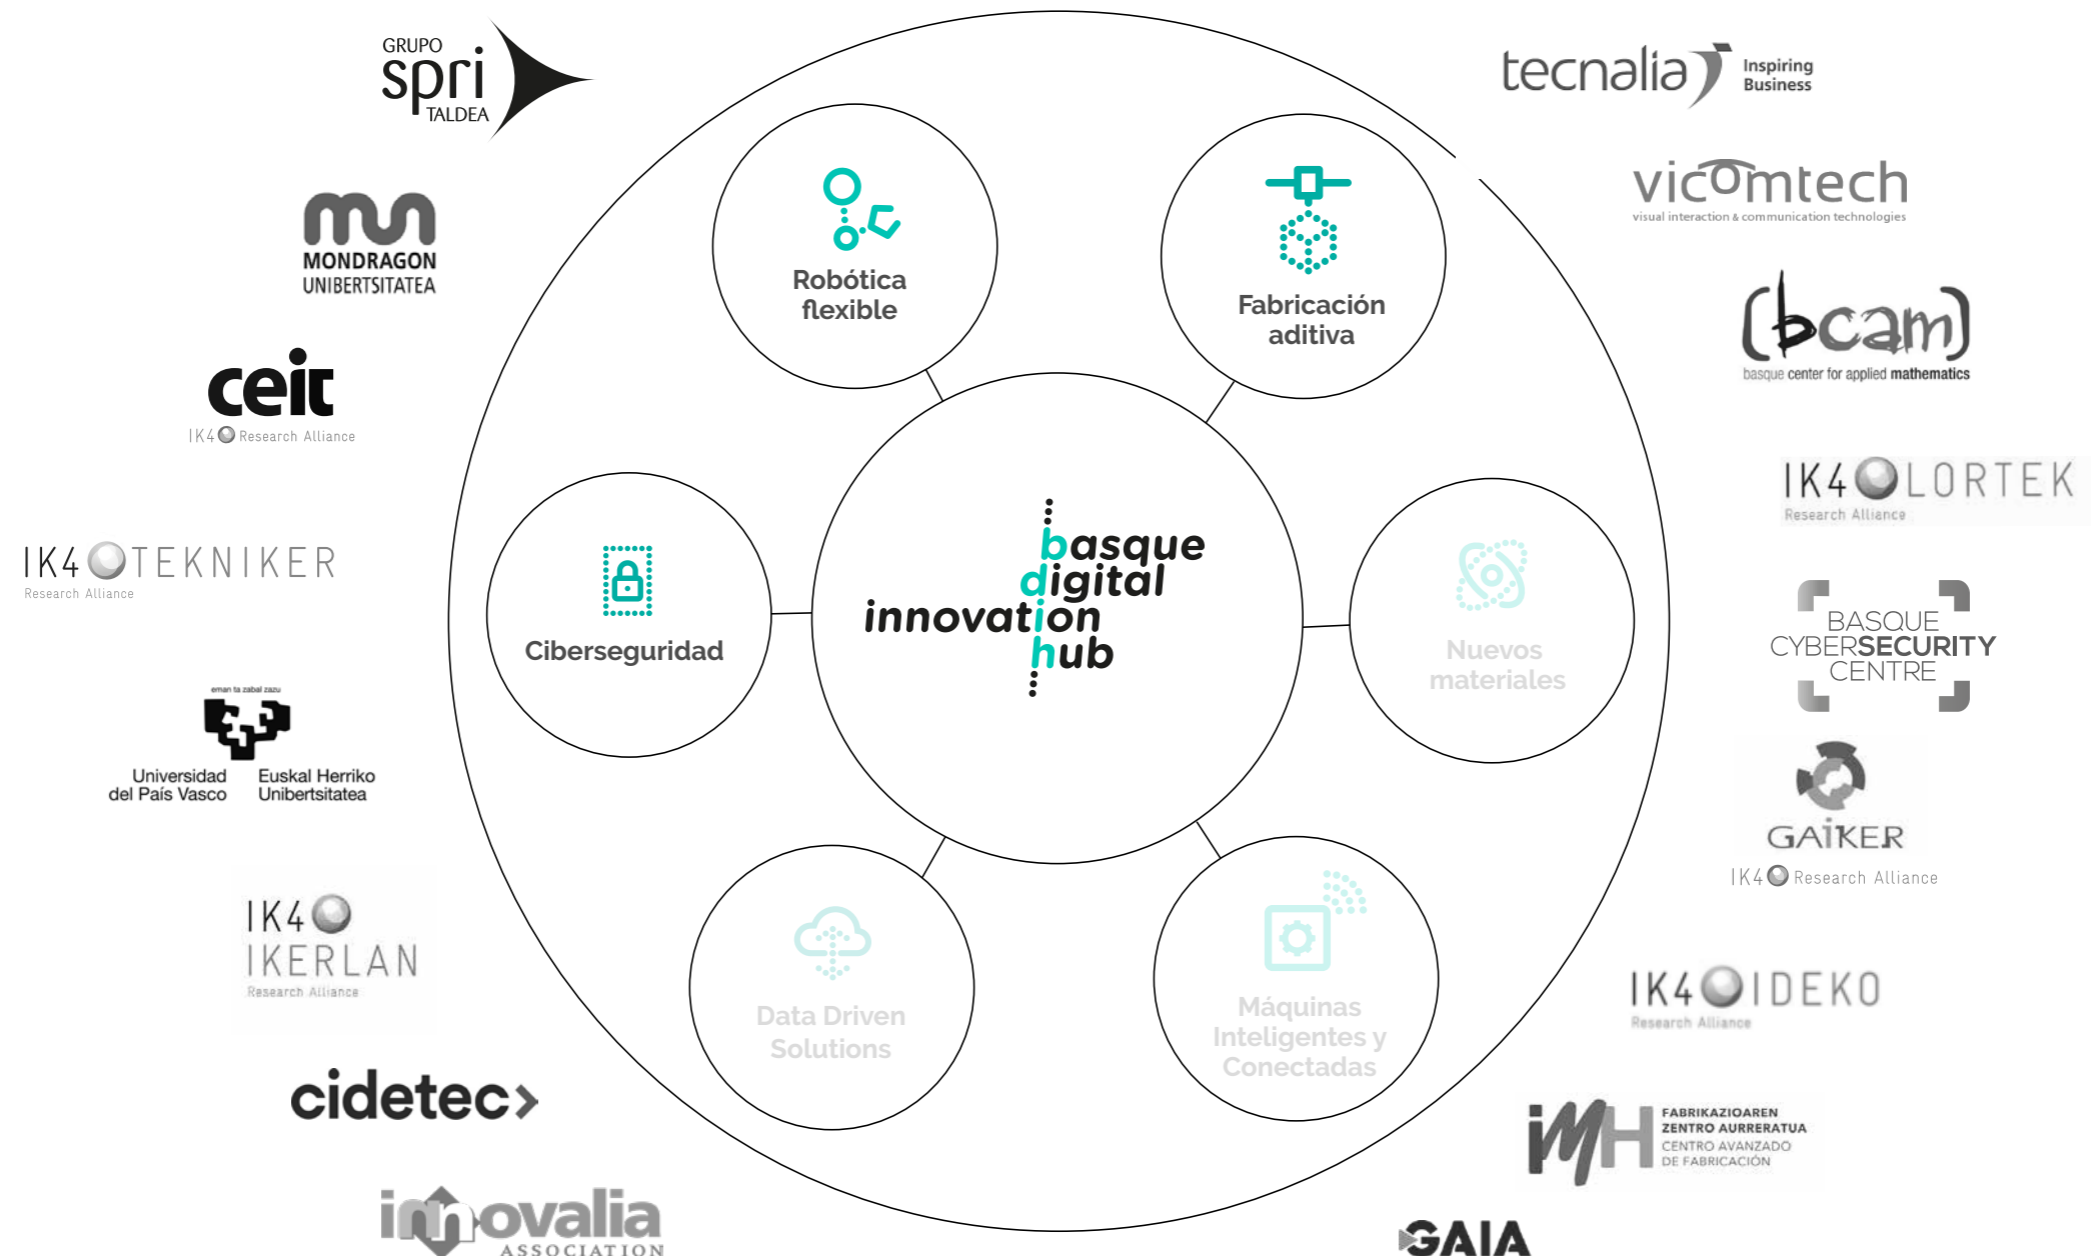 GRUPO
spri
TALDEA
tecnalia
Inspiring
Business
MONDRAGON
UNIBERTSITATEA
vicomtech
visual interaction & communication technologies
Robótica
flexible
Fabricación
aditiva
(bcam)
basque center for applied mathematics
ceit
IK4 Research Alliance
IK4 LORTEK
Research Alliance
IK4 TEKNIKER
Research Alliance
basque
digital
innovation
hub
Ciberseguridad
Nuevos
materiales
BASQUE
CYBERSECURITY
CENTRE
eman ta zabal zazu
Universidad
del País Vasco
Euskal Herriko
Unibertsitatea
GAIKER
IK4 Research Alliance
IK4
IKERLAN
Research Alliance
Data Driven
Solutions
Máquinas
Inteligentes y
Conectadas
IK4 IDEKO
Research Alliance
cidetec>
iMH
FABRIKAZIOAREN
ZENTRO AURRERATUA
CENTRO AVANZADO
DE FABRICACIÓN
innovalia
ASSOCIATION
GAIA